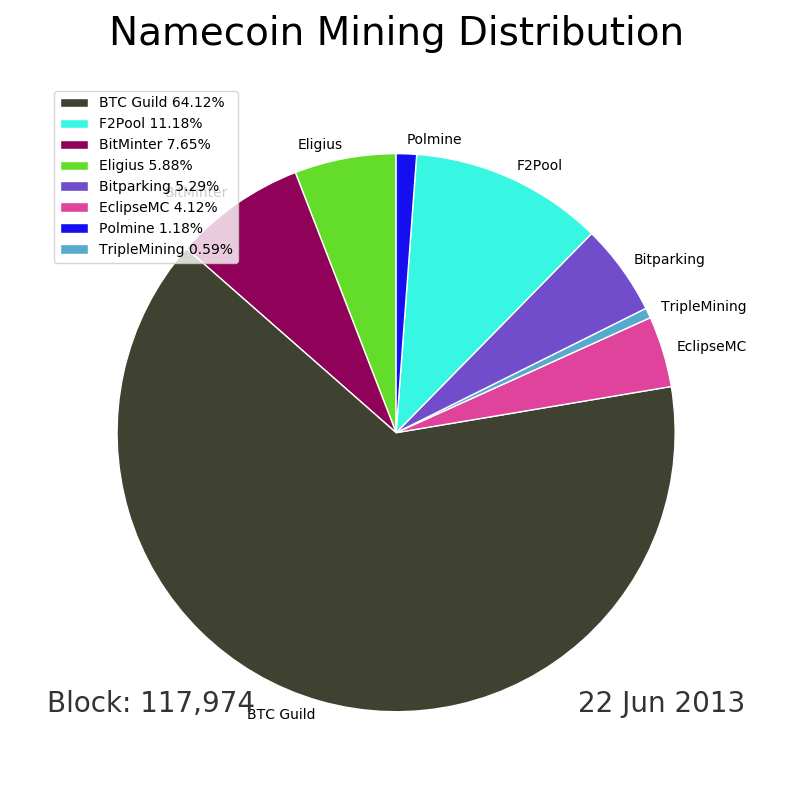 Namecoin Mining Distribution
BTC Guild 64.12%
F2Pool 11.18%
BitMinter 7.65%
Eligius 5.88%
Bitparking 5.29%
EclipseMC 4.12%
Polmine 1.18%
TripleMining 0.59%
Polmine
Eligius
F2Pool
BitMinter
Bitparking
TripleMining
EclipseMC
Block: 117,974
22 Jun 2013
BTC Guild